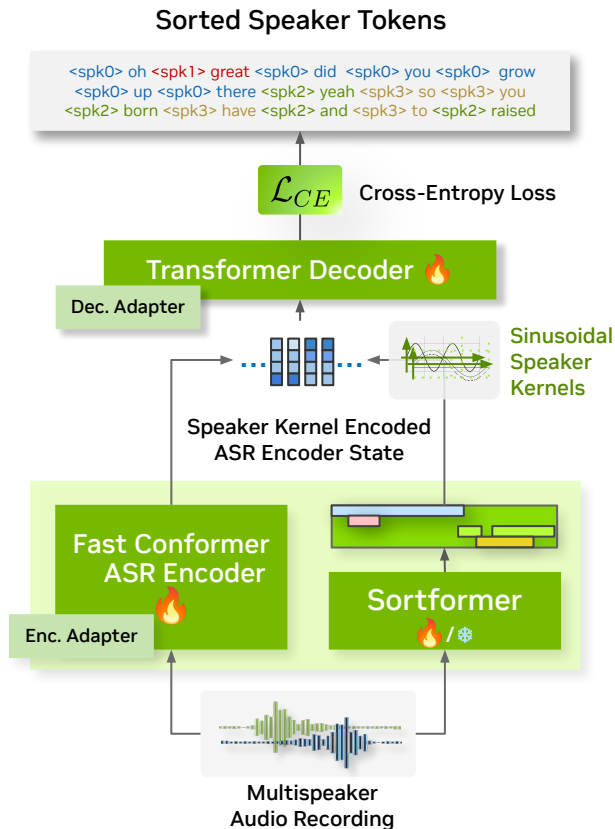 Sorted Speaker Tokens
<spk0> oh <spk1> great <spk0> did <spk0> you <spk0> grow
<spk0> up <spk0> there <spk2> yeah <spk3> so <spk3> you
<spk2> born <spk3> have <spk2> and <spk3> to <spk2> raised
L_CE
Cross-Entropy Loss
Transformer Decoder
Dec. Adapter
Sinusoidal
Speaker
Kernels
Speaker Kernel Encoded
ASR Encoder State
Fast Conformer
ASR Encoder
Enc. Adapter
Sortformer
/
Multispeaker
Audio Recording